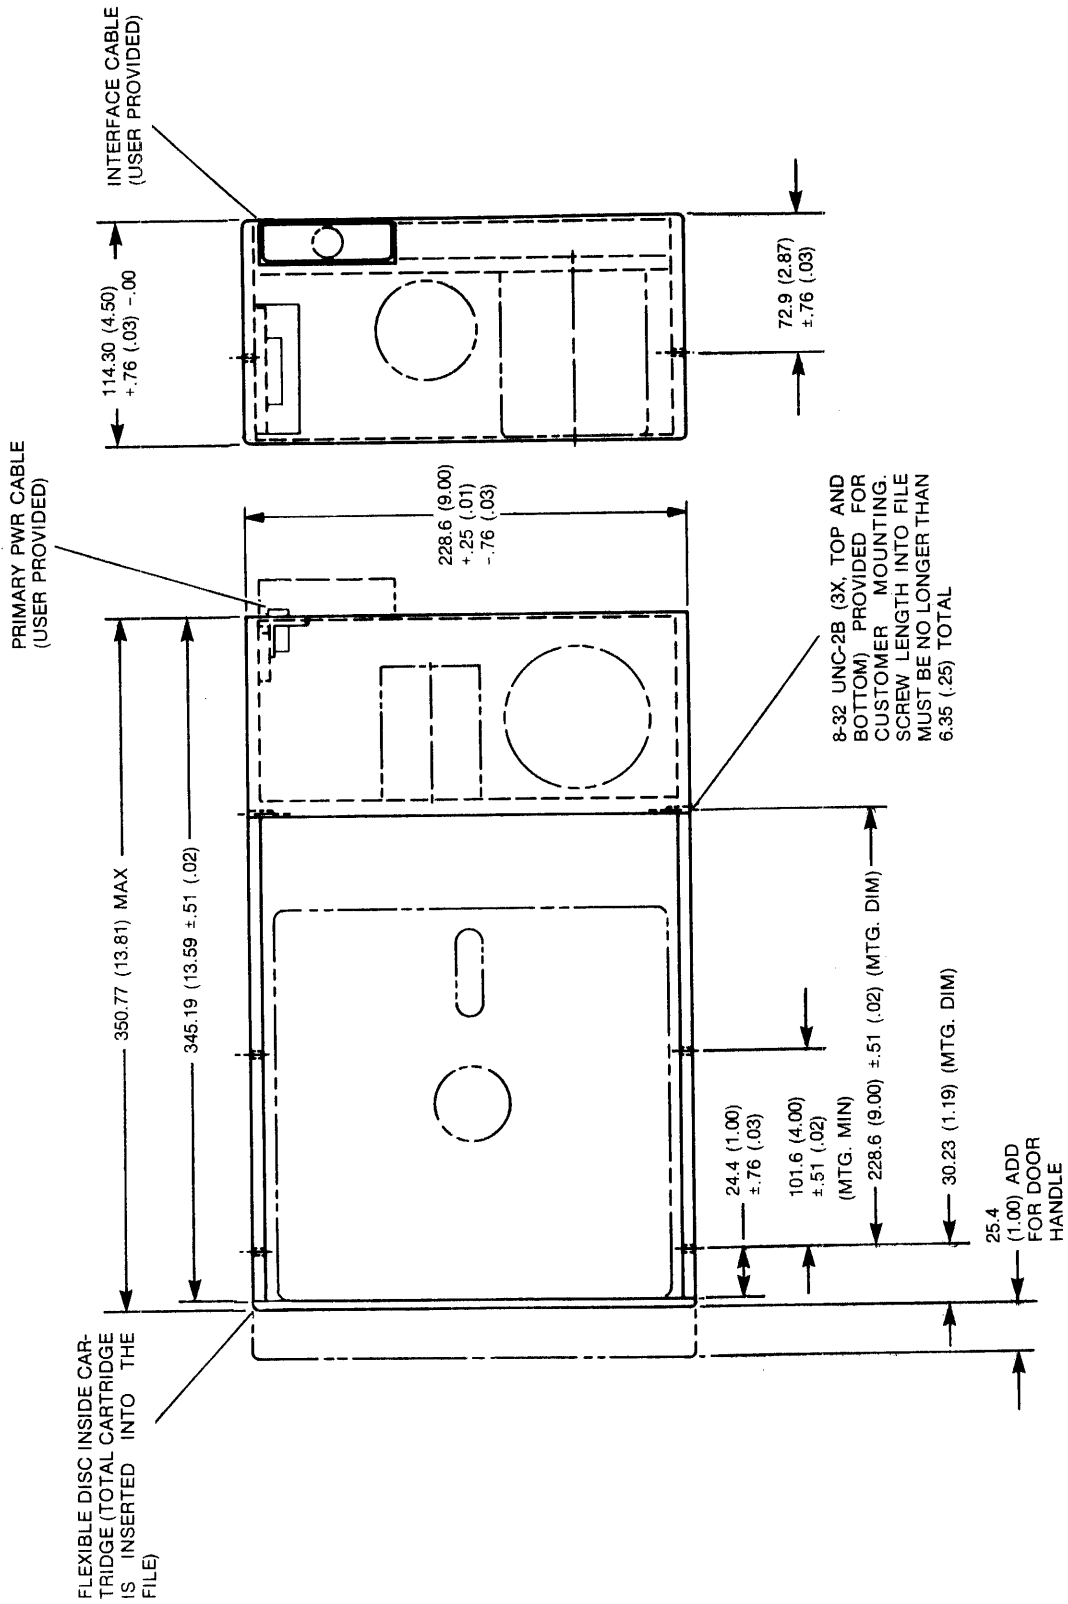 FLEXIBLE DISC INSIDE CAR-
TRIDGE (TOTAL CARTRIDGE
IS INSERTED INTO THE
FILE)
PRIMARY PWR CABLE
(USER PROVIDED)
INTERFACE CABLE
(USER PROVIDED)
350.77 (13.81) MAX
345.19 (13.59 ±.51 (.02)
114.30 (4.50)
+.76 (.03) -.00
228.6 (9.00)
+.25 (.01)
-.76 (.03)
72.9 (2.87)
±.76 (.03)
24.4 (1.00)
±.76 (.03)
101.6 (4.00)
±.51 (.02)
(MTG. MIN)
228.6 (9.00) ±.51 (.02) (MTG. DIM)
30.23 (1.19) (MTG. DIM)
25.4
(1.00) ADD
FOR DOOR
HANDLE
8-32 UNC-2B (3X, TOP AND
BOTTOM) PROVIDED FOR
CUSTOMER MOUNTING.
SCREW LENGTH INTO FILE
MUST BE NO LONGER THAN
6.35 (.25) TOTAL